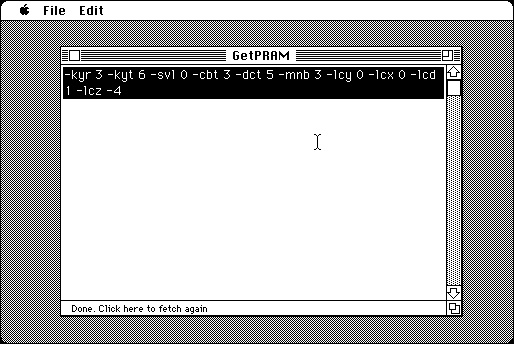 File Edit
GetPRAM
-kyr 3 -kyt 6 -svl 0 -cbt 3 -dct 5 -mnb 3 -lcy 0 -lcx 0 -lcd
1 -lcz -4
Done. Click here to fetch again